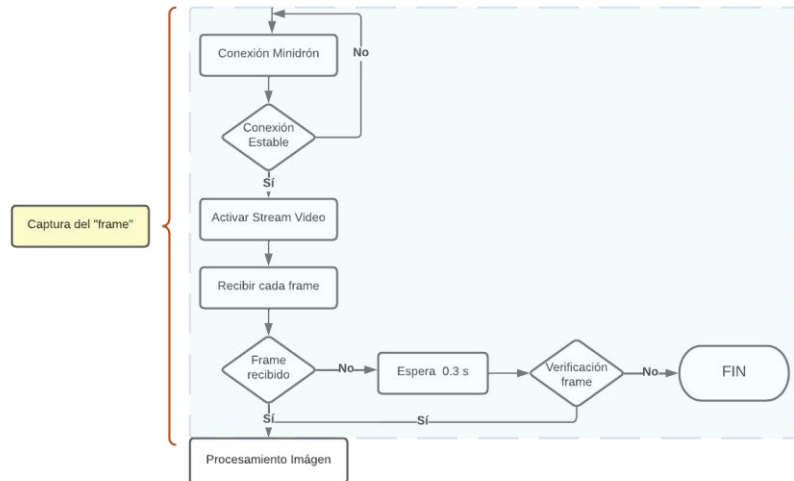 Conexión Minidrón
No
Conexión
Estable
Sí
Captura del "frame"
Activar Stream Video
Recibir cada frame
Frame
recibido
No
Espera 0.3 s
Verificación
frame
No
FIN
Sí
Sí
Procesamiento Imágen